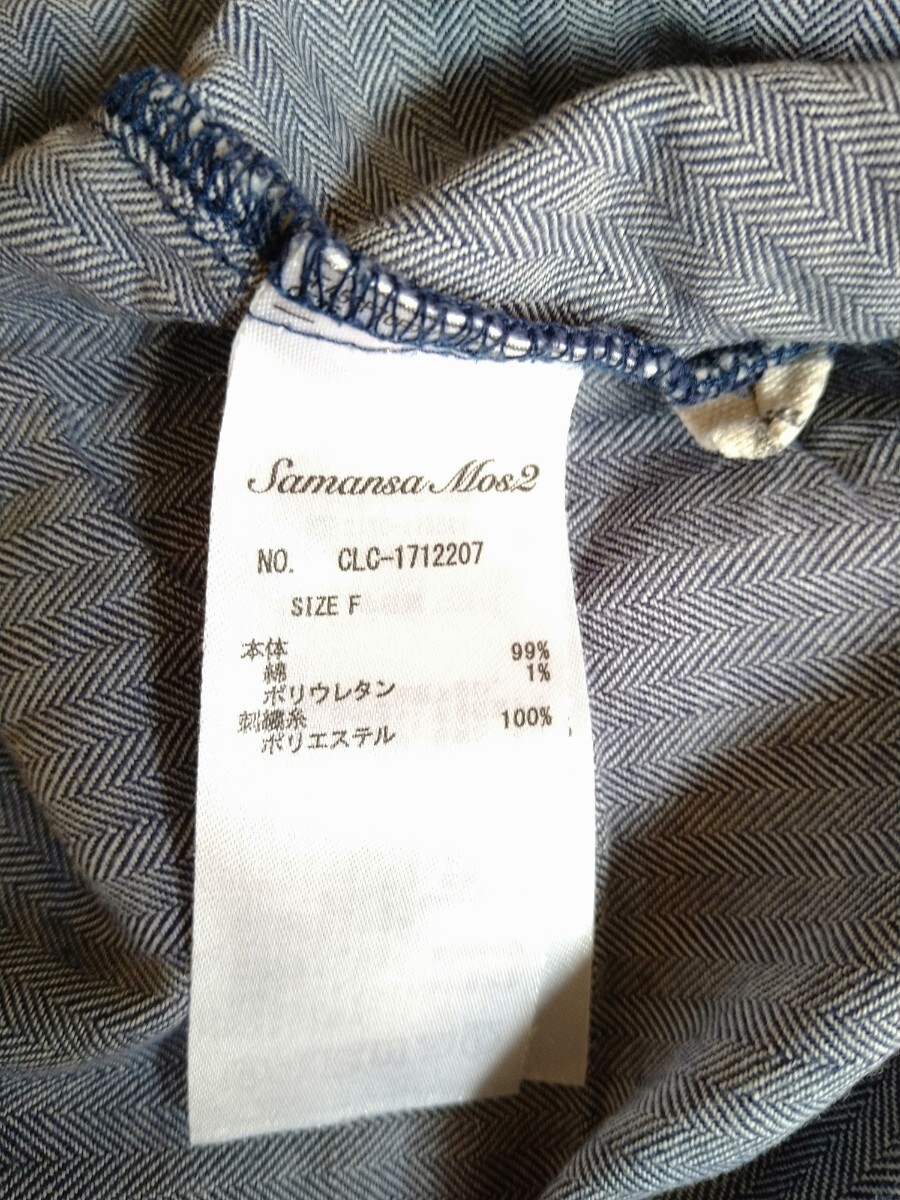 Samansa Mos2
NO. CLC-1712207
SIZE F
本体 99%
綿 1%
ポリウレタン
刺繍糸 100%
ポリエステル